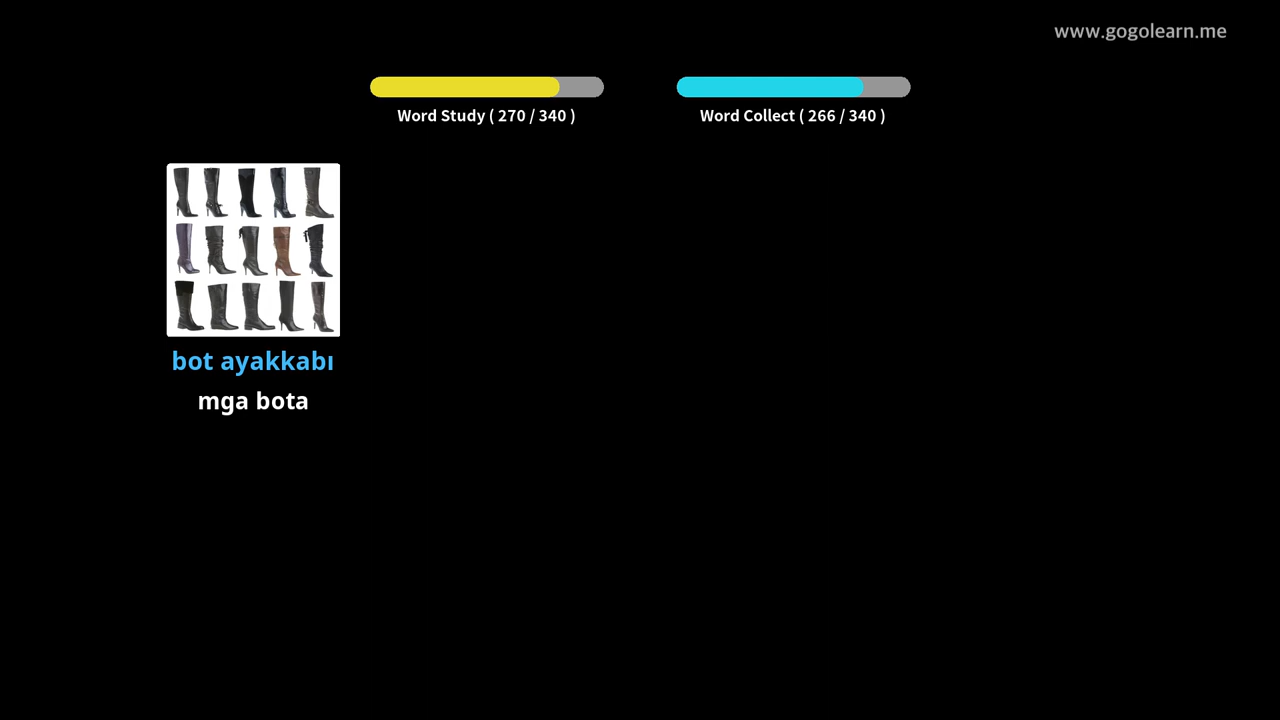 www.gogolearn.me
Word Study ( 270 / 340 )
Word Collect ( 266 / 340 )
bot ayakkabı
mga bota